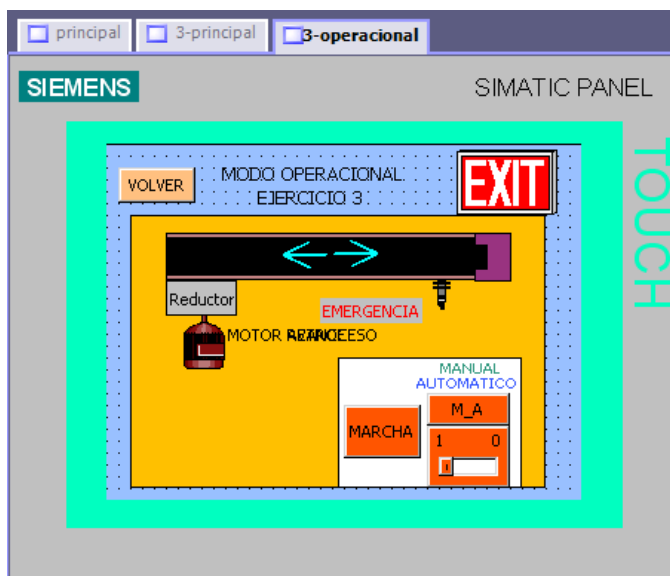 principal 3-principal 3-operacional
SIEMENS
SIMATIC PANEL
TOUCH
VOLVER
MODO OPERACIONAL
EJERCICIO 3
EXIT
Reductor
EMERGENCIA
MOTOR
MANUAL
AUTOMATICO
MARCHA
M_A
1 0